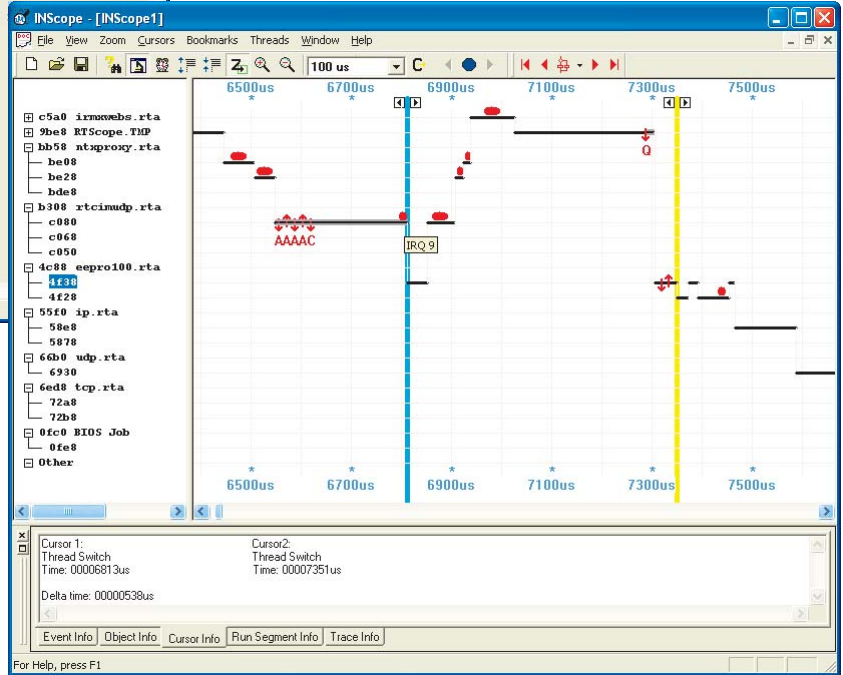 INScope - [INScope1]
File View Zoom Cursors Bookmarks Threads Window Help
100 us
6500us 6700us 6900us 7100us 7300us 7500us
c5a0 irmxwebs.rta
9be8 RTScope.TMP
bb58 ntxproxy.rta
be08
be28
bde8
b308 rtcimudp.rta
c080
c068
c050
4c88 eepro100.rta
4f38
4f28
55f0 ip.rta
58e8
5878
66b0 udp.rta
6930
6ed8 tcp.rta
72a8
72b8
0fc0 BIOS Job
0fe8
Other
Q
AAAAC
IRQ 9
6500us 6700us 6900us 7100us 7300us 7500us
Cursor 1: Cursor2:
Thread Switch Thread Switch
Time: 00006813us Time: 00007351us
Delta time: 00000538us
Event Info Object Info Cursor Info Run Segment Info Trace Info
For Help, press F1